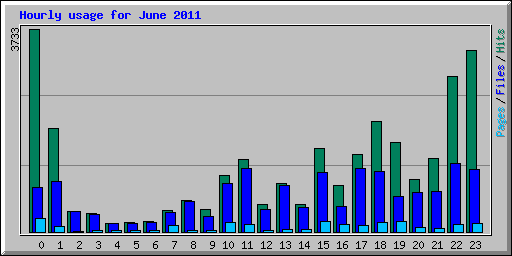 Hourly usage for June 2011
3733
Pages / Files / Hits
0 1 2 3 4 5 6 7 8 9 10 11 12 13 14 15 16 17 18 19 20 21 22 23